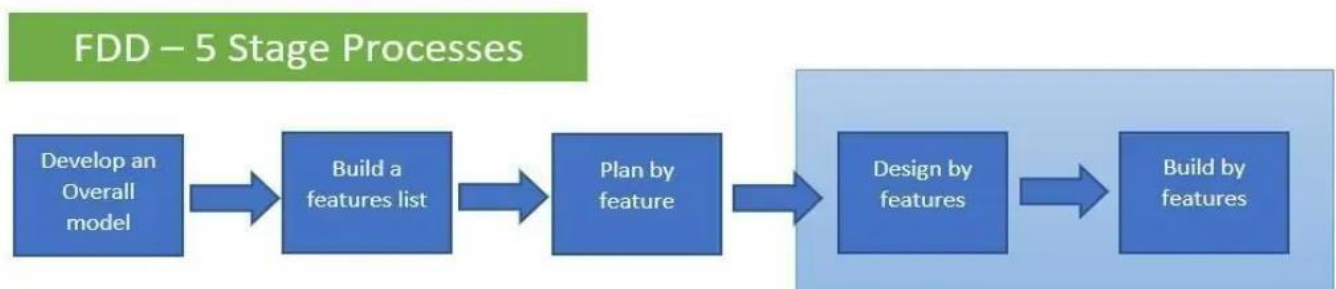 FDD – 5 Stage Processes
Develop an
Overall
model
Build a
features list
Plan by
feature
Design by
features
Build by
features